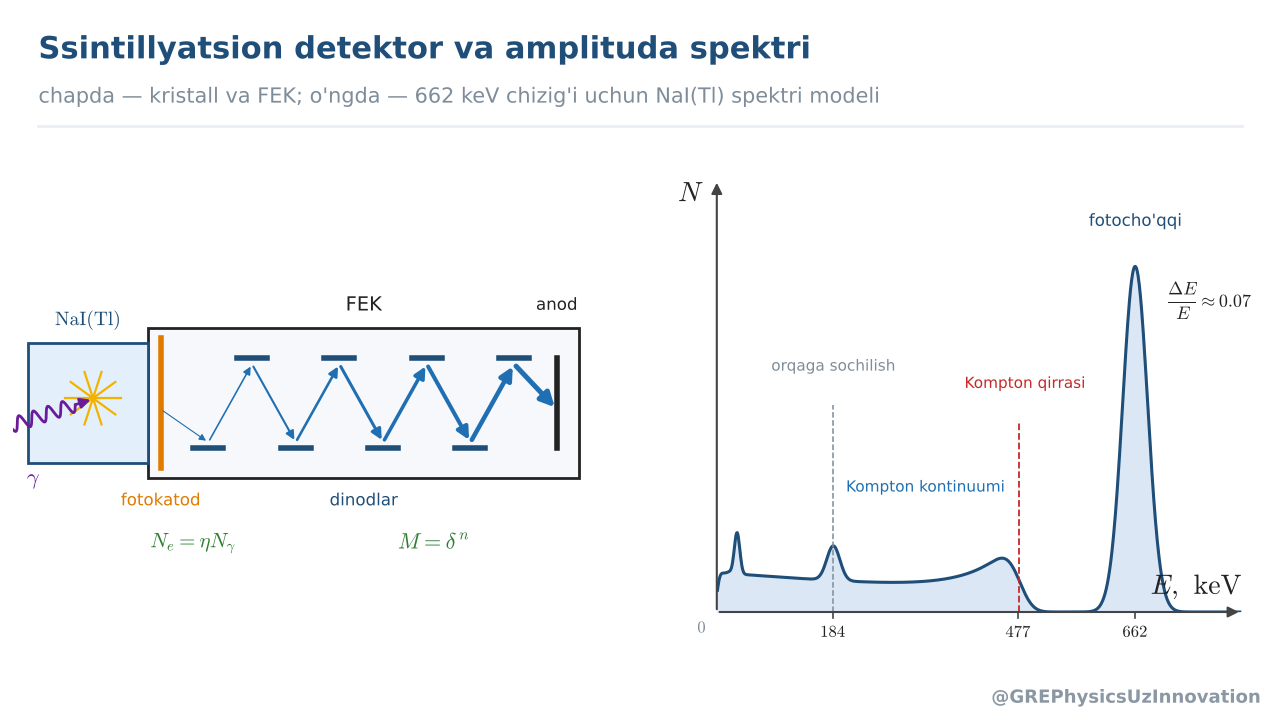 Ssintillyatsion detektor va amplituda spektri
chapda — kristall va FEK; o'ngda — 662 keV chizig'i uchun NaI(Tl) spektri modeli
NaI(Tl)
FEK
anod
γ
fotokatod
dinodlar
N_e = ηN_γ
M = δ^n
N
fotocho'qqi
ΔE/E ≈ 0.07
orqaga sochilish
Kompton qirrasi
Kompton kontinuumi
E, keV
0
184
477
662
@GREPhysicsUzInnovation